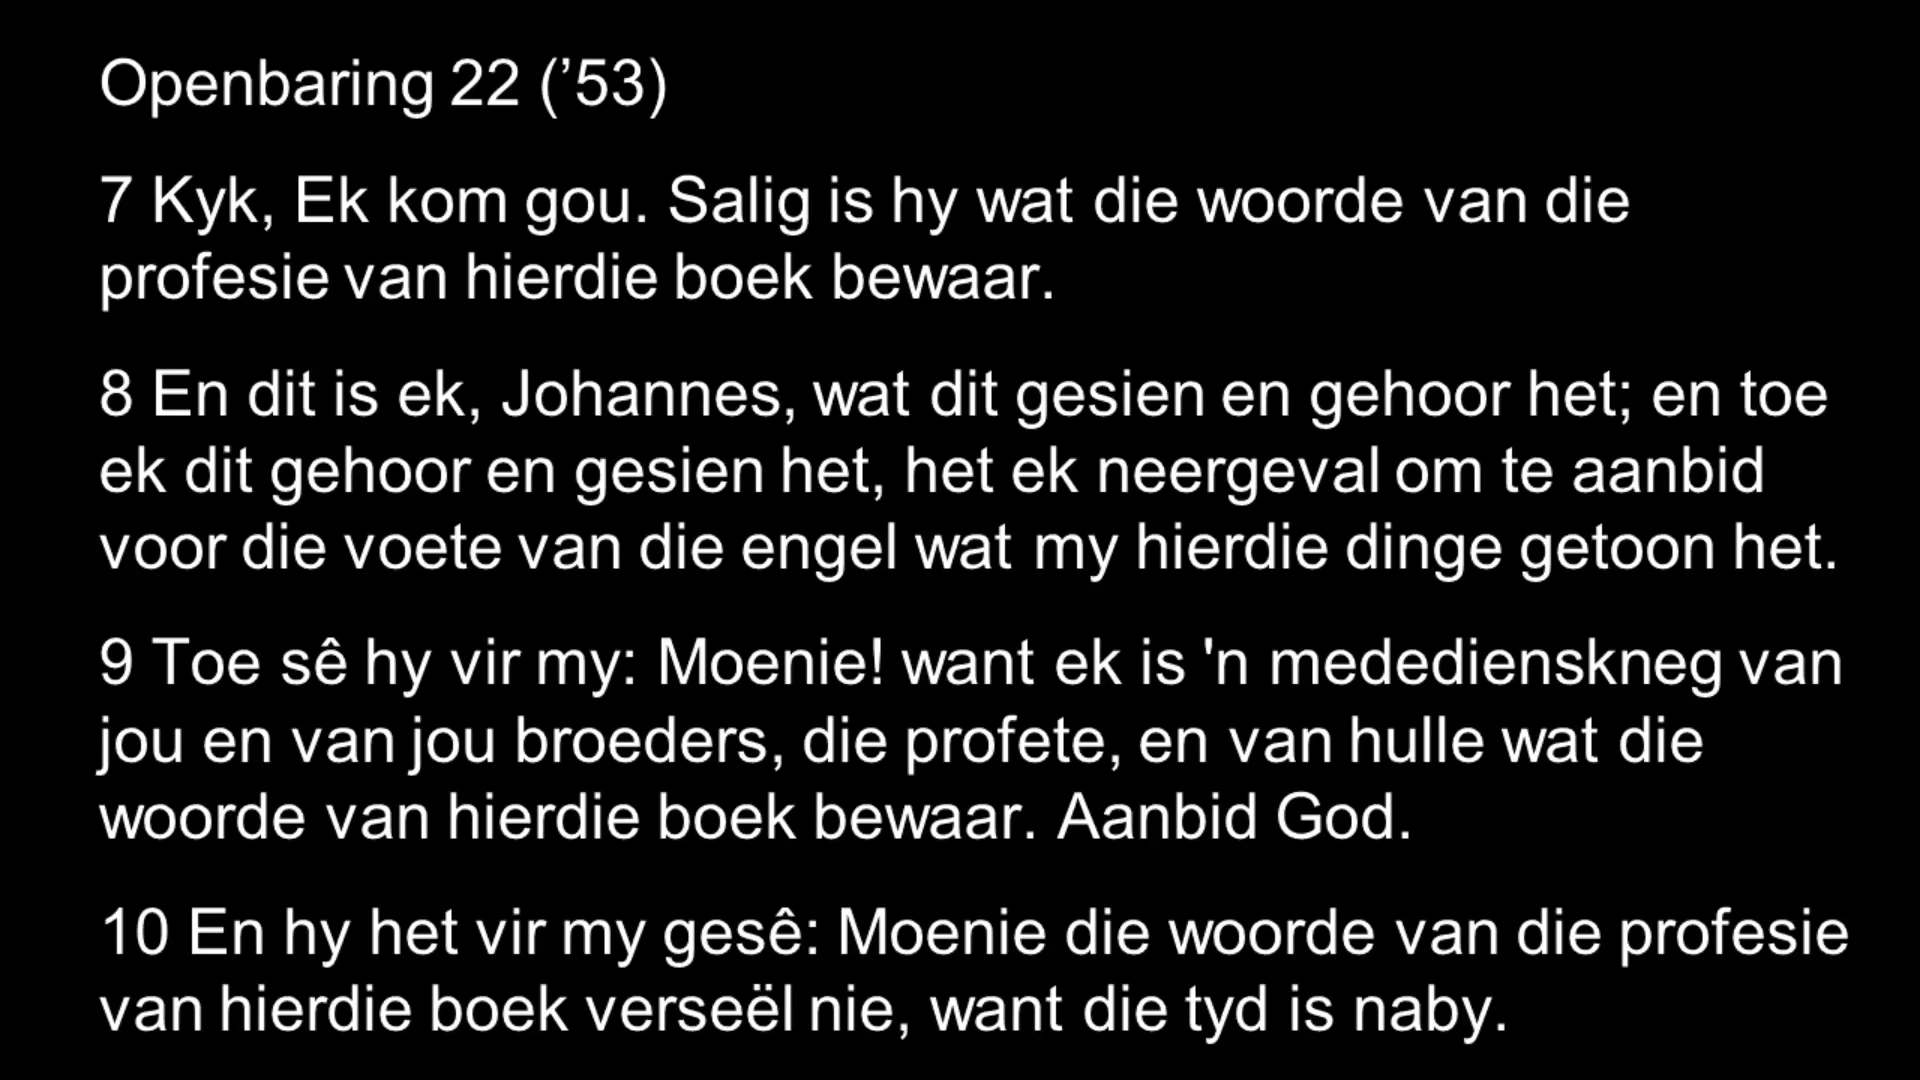 Openbaring 22 (’53)
7 Kyk, Ek kom gou. Salig is hy wat die woorde van die
profesie van hierdie boek bewaar.
8 En dit is ek, Johannes, wat dit gesien en gehoor het; en toe
ek dit gehoor en gesien het, het ek neergeval om te aanbid
voor die voete van die engel wat my hierdie dinge getoon het.
9 Toe sê hy vir my: Moenie! want ek is 'n mededienskneg van
jou en van jou broeders, die profete, en van hulle wat die
woorde van hierdie boek bewaar. Aanbid God.
10 En hy het vir my gesê: Moenie die woorde van die profesie
van hierdie boek verseël nie, want die tyd is naby.